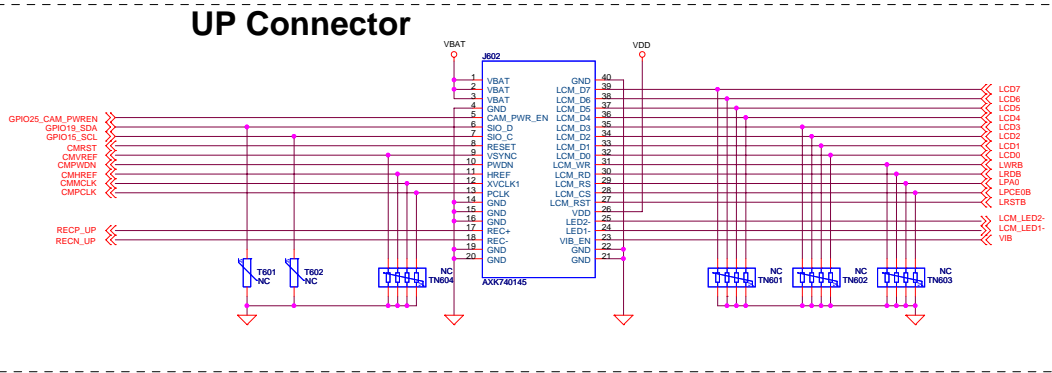 UP Connector
VBAT
VDD
J602
1 VBAT GND 40
2 VBAT LCM_D7 39 LCD7
3 VBAT LCM_D6 38 LCD6
4 GND LCM_D5 37 LCD5
GPIO25_CAM_PWREN 5 CAM_PWR_EN LCM_D4 36 LCD4
GPIO19_SDA 6 SIO_D LCM_D3 35 LCD3
GPIO15_SCL 7 SIO_C LCM_D2 34 LCD2
CMRST 8 RESET LCM_D1 33 LCD1
CMVREF 9 VSYNC LCM_D0 32 LCD0
CMPWDN 10 PWDN LCM_WR 31 LWRB
CMHREF 11 HREF LCM_RD 30 LRDB
CMMCLK 12 XVCLK1 LCM_RS 29 LPA0
CMPCLK 13 PCLK LCM_CS 28 LPCE0B
14 GND LCM_RST 27 LRSTB
15 GND VDD 26
16 GND LED2- 25 LCM_LED2-
RECP_UP 17 REC+ LED1- 24 LCM_LED1-
RECN_UP 18 REC- VIB_EN 23 VIB
19 GND GND 22
20 GND GND 21
AXK740145
T601
NC
T602
NC
NC
TN604
NC
TN601
NC
TN602
NC
TN603